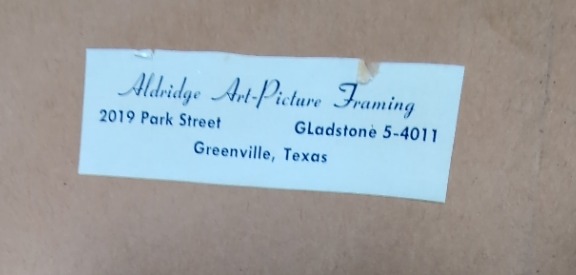 Aldridge Art-Picture Framing
2019 Park Street GLadstone 5-4011
Greenville, Texas